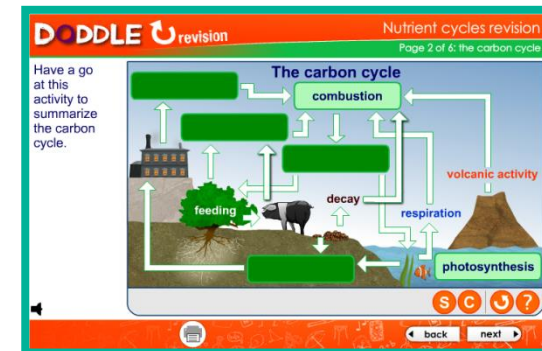 DODDLE revision
Nutrient cycles revision
Page 2 of 6: the carbon cycle
Have a go
at this
activity to
summarize
the carbon
cycle.
The carbon cycle
combustion
volcanic activity
decay
feeding
respiration
photosynthesis
S C ?
back next